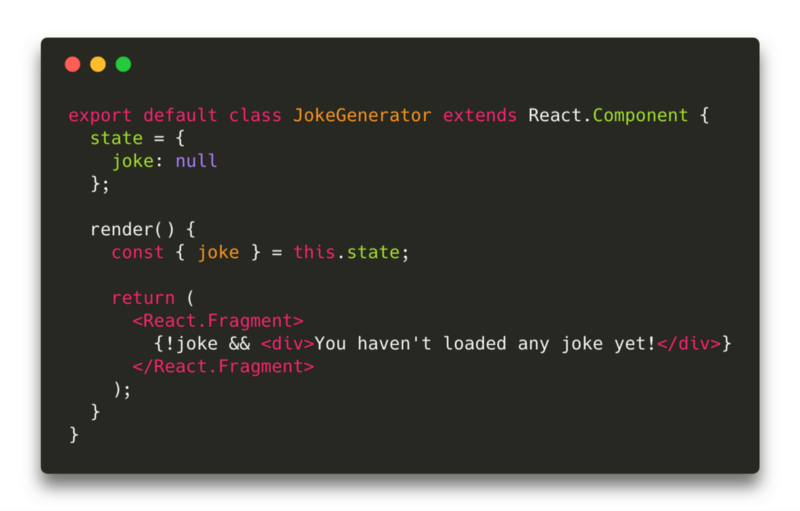 export default class JokeGenerator extends React.Component {
  state = {
    joke: null
  };

  render() {
    const { joke } = this.state;

    return (
      <React.Fragment>
        {!joke && <div>You haven't loaded any joke yet!</div>}
      </React.Fragment>
    );
  }
}